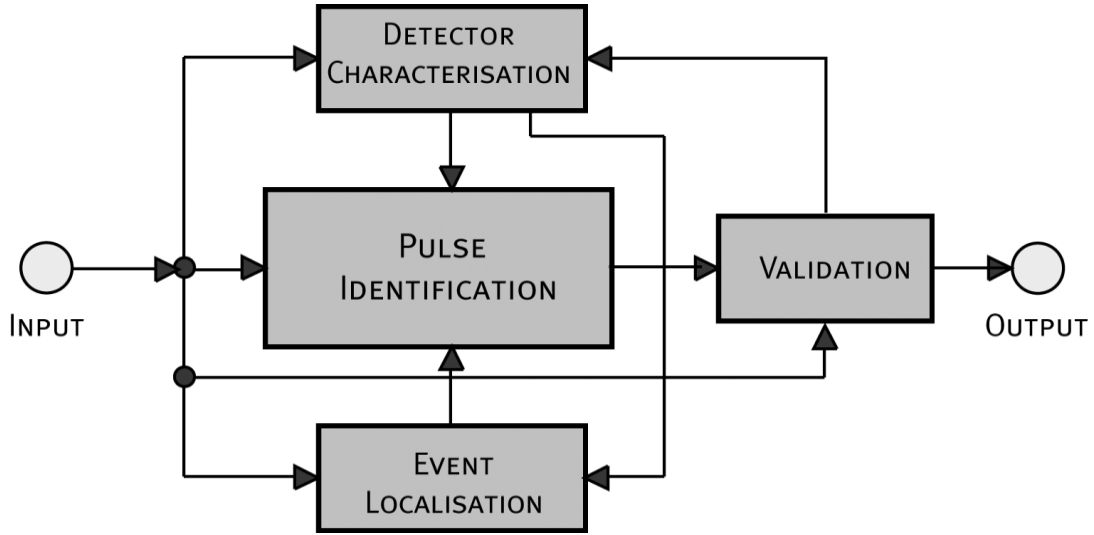 DETECTOR
CHARACTERISATION
PULSE
IDENTIFICATION
VALIDATION
INPUT
OUTPUT
EVENT
LOCALISATION